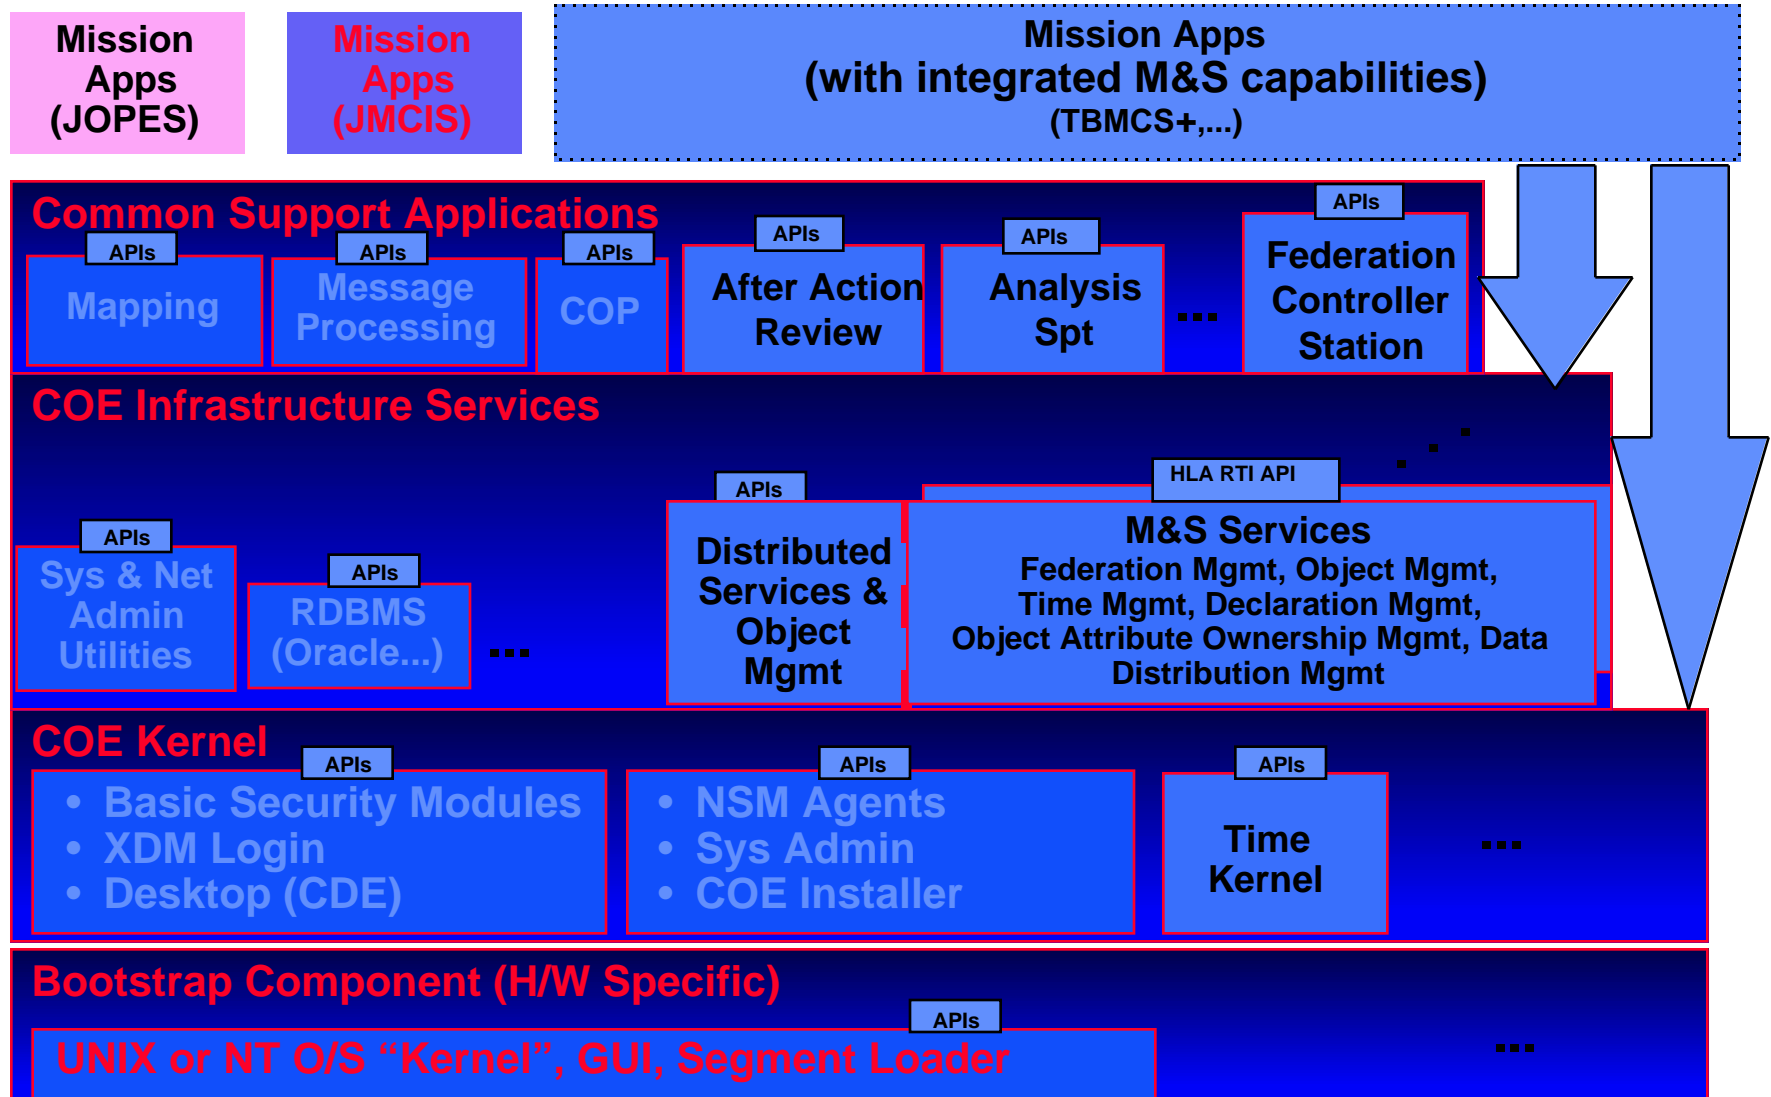 Mission
Apps
(JOPES)
Mission
Apps
(JMCIS)
Mission Apps
(with integrated M&S capabilities)
(TBMCS+,...)
Common Support Applications
APIs
Mapping
APIs
Message
Processing
APIs
COP
APIs
After Action
Review
APIs
Analysis
Spt
...
APIs
Federation
Controller
Station
COE Infrastructure Services
APIs
Sys & Net
Admin
Utilities
APIs
RDBMS
(Oracle...)
...
APIs
Distributed
Services &
Object
Mgmt
. . .
HLA RTI API
M&S Services
Federation Mgmt, Object Mgmt,
Time Mgmt, Declaration Mgmt,
Object Attribute Ownership Mgmt, Data
Distribution Mgmt
COE Kernel
APIs
• Basic Security Modules
• XDM Login
• Desktop (CDE)
APIs
• NSM Agents
• Sys Admin
• COE Installer
APIs
Time
Kernel
...
Bootstrap Component (H/W Specific)
APIs
UNIX or NT O/S “Kernel”, GUI, Segment Loader
...